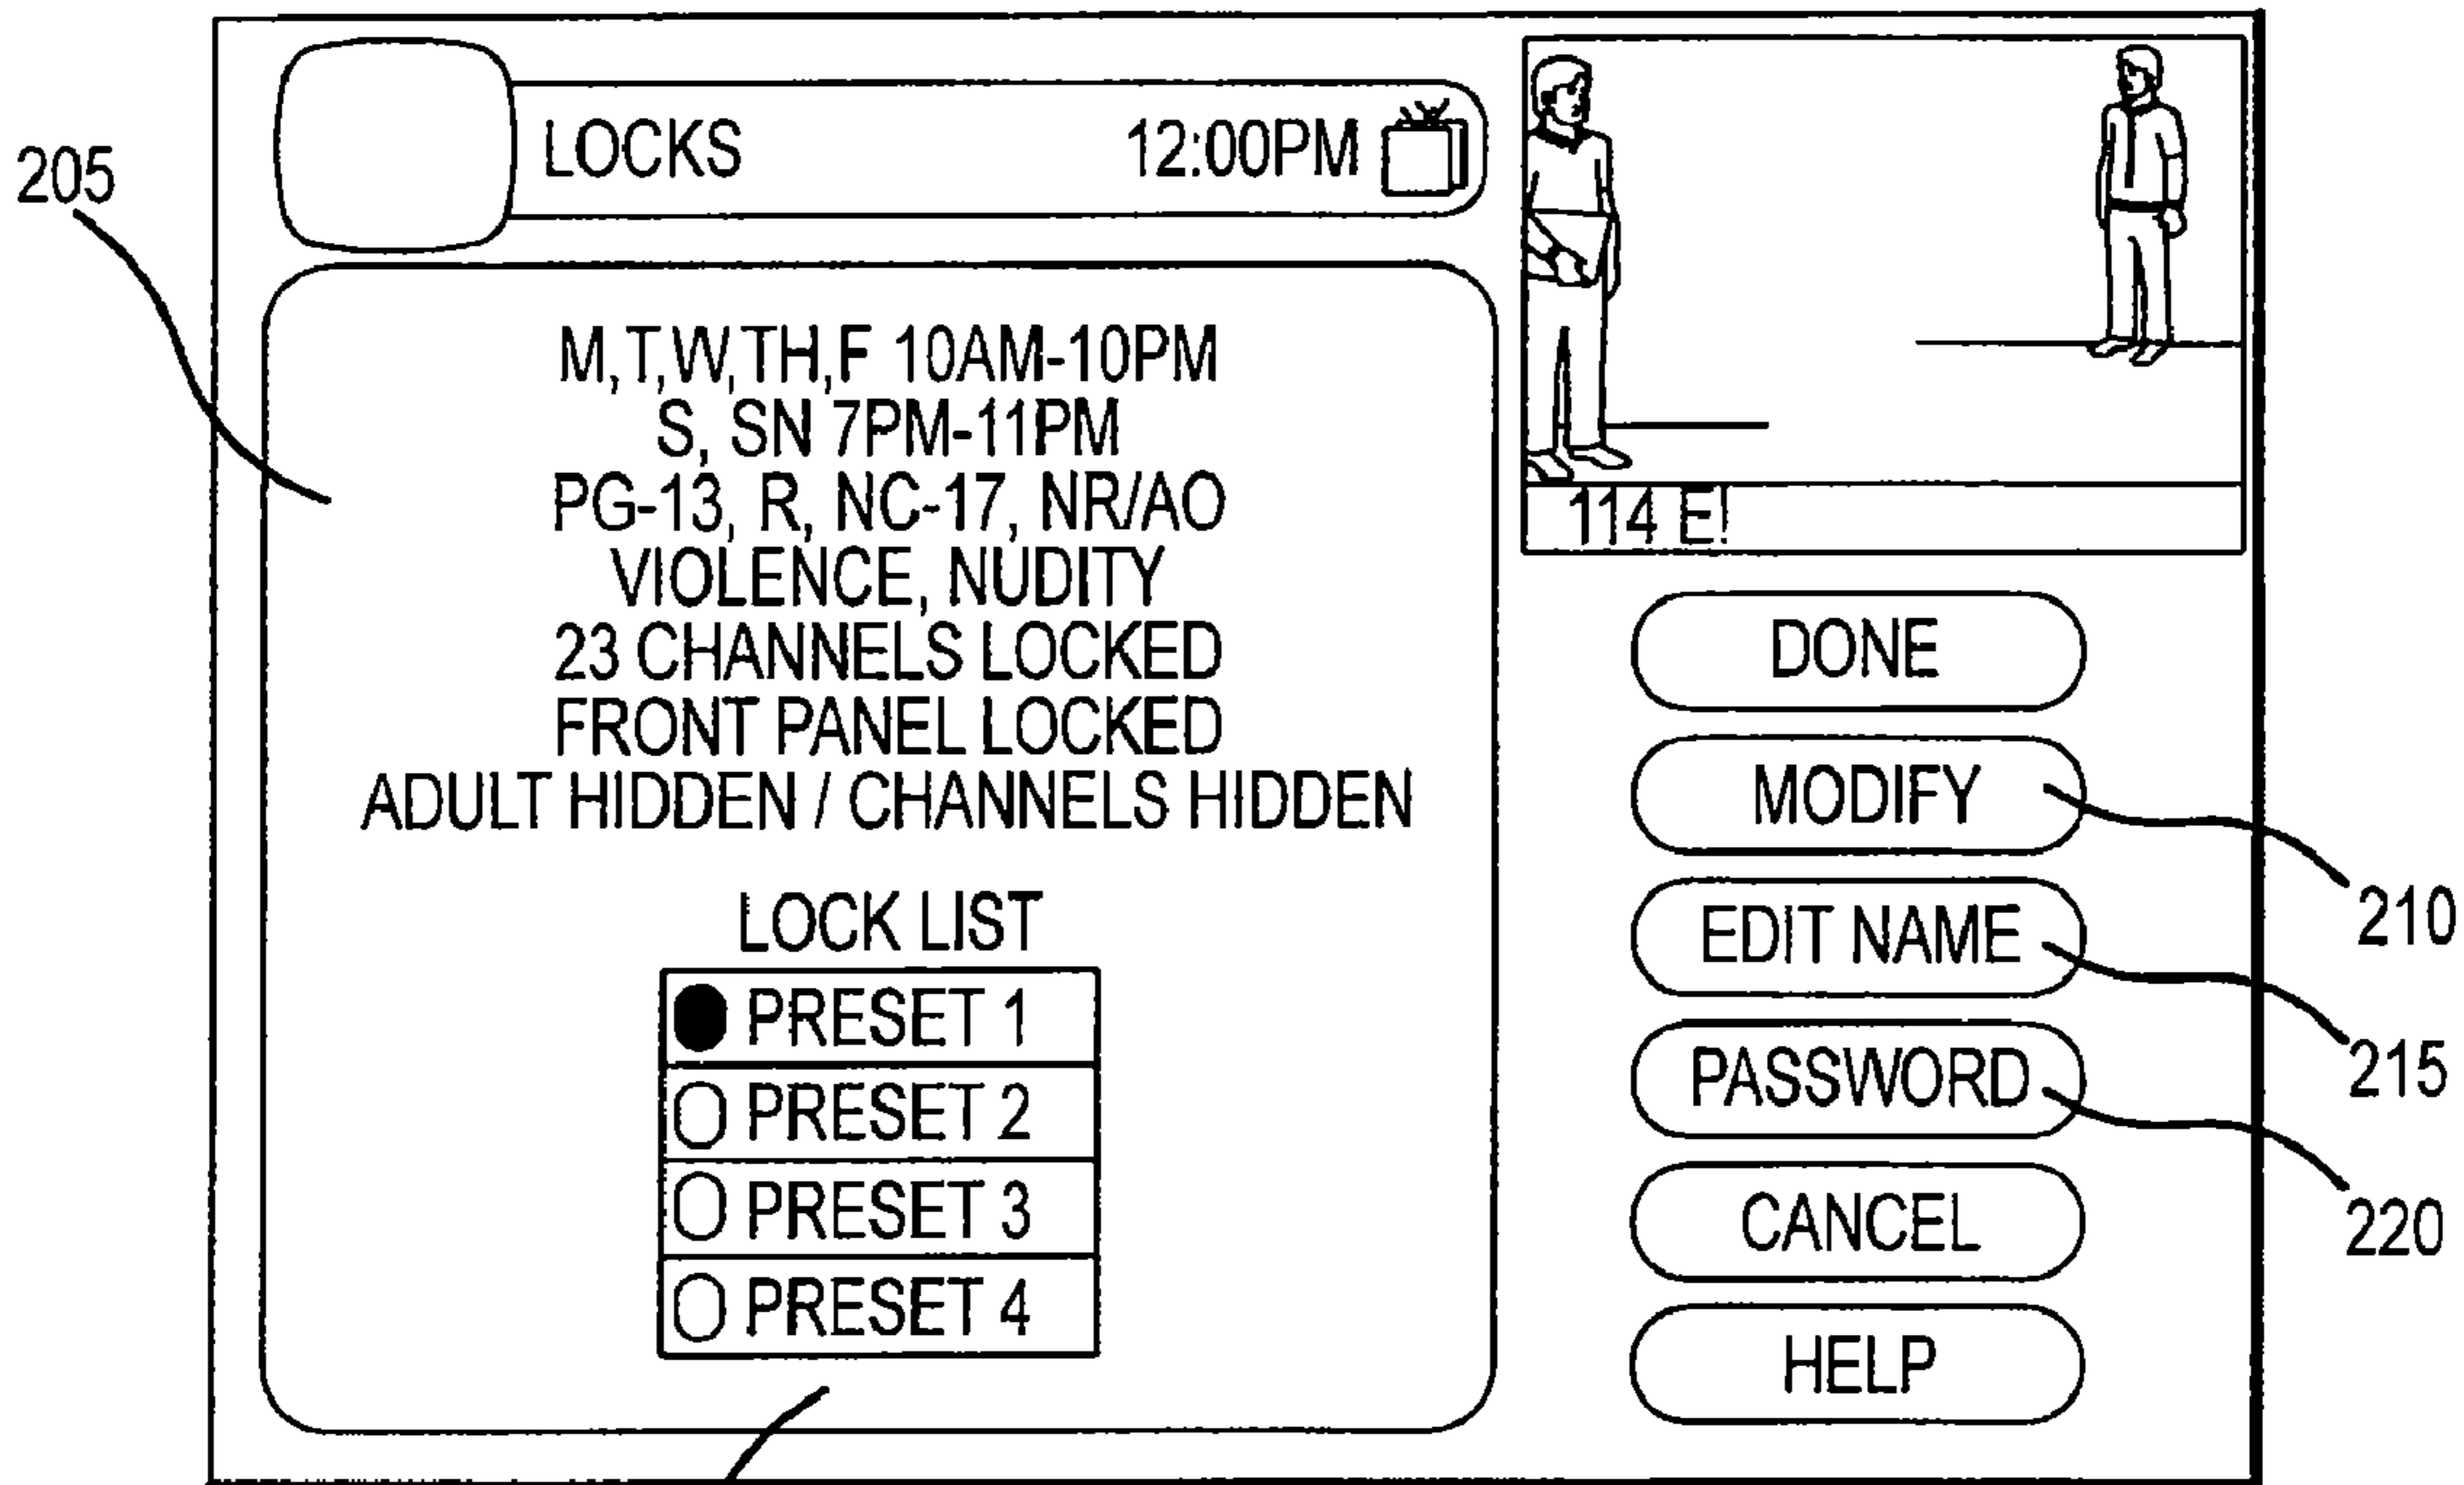 LOCKS 12:00PM
205
M,T,W,TH,F 10AM-10PM
S, SN 7PM-11PM
PG-13, R, NC-17, NR/AO
VIOLENCE, NUDITY
23 CHANNELS LOCKED
FRONT PANEL LOCKED
ADULT HIDDEN / CHANNELS HIDDEN
LOCK LIST
PRESET 1
PRESET 2
PRESET 3
PRESET 4
114 E!
DONE
MODIFY
210
EDIT NAME
215
PASSWORD
220
CANCEL
HELP